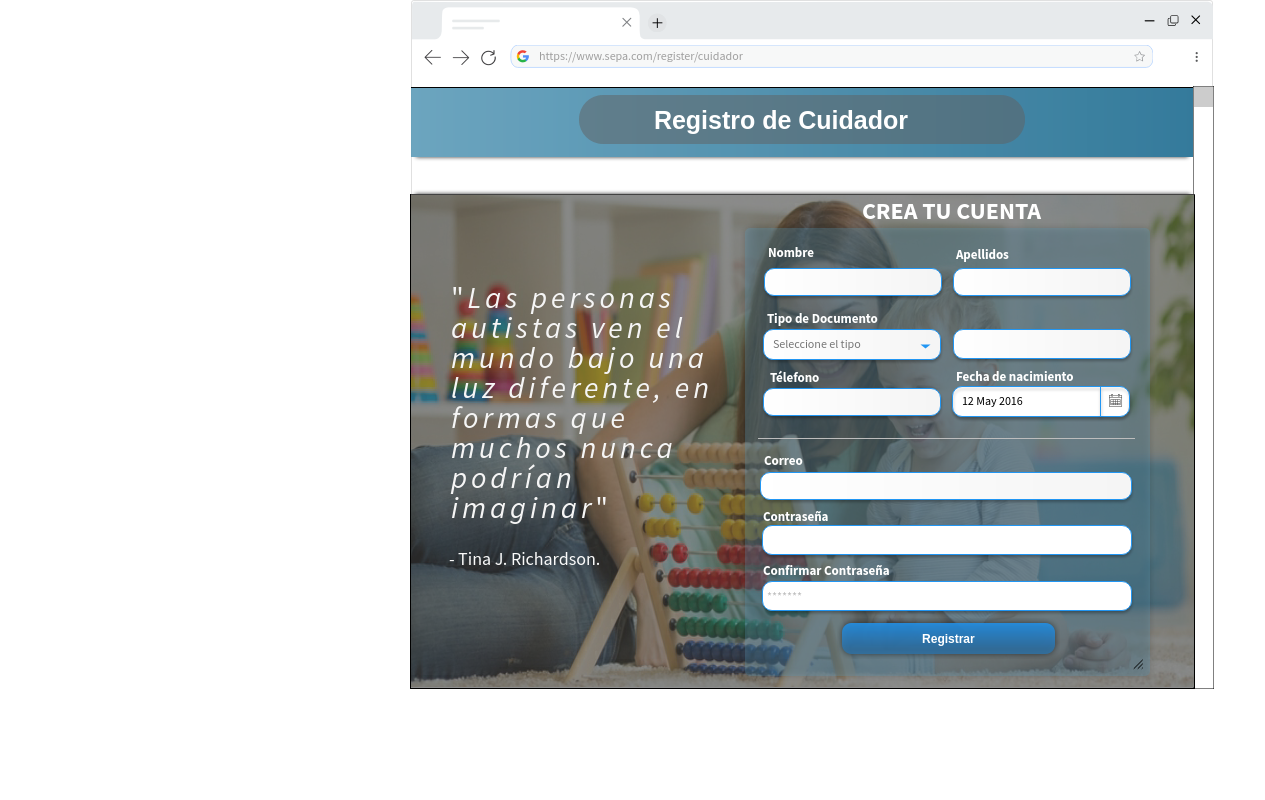 https://www.sepa.com/register/cuidador
Registro de Cuidador
CREA TU CUENTA
"Las personas
autistas ven el
mundo bajo una
luz diferente, en
formas que
muchos nunca
podrían
imaginar"
- Tina J. Richardson.
Nombre
Apellidos
Tipo de Documento
Seleccione el tipo
Télefono
Fecha de nacimiento
12 May 2016
Correo
Contraseña
Confirmar Contraseña
*******
Registrar